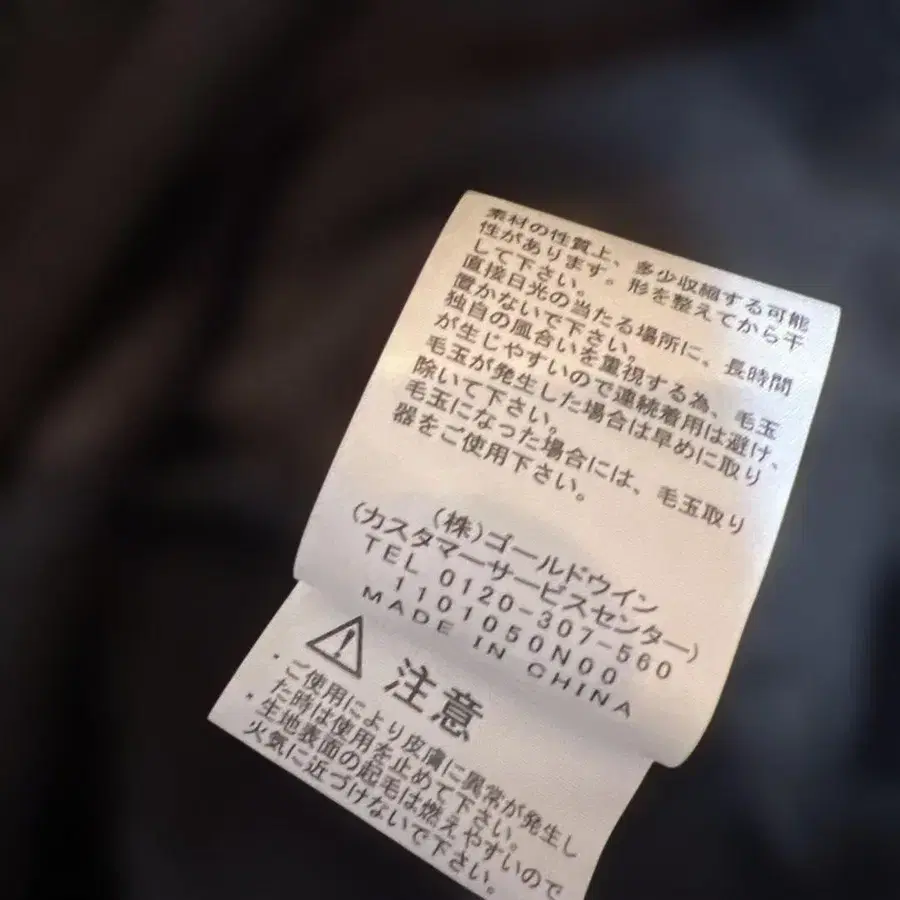 素材の性質上、多少収縮する可能
性があります。形を整えてから干
して下さい。
直接日光の当たる場所に、長時間
置かないで下さい。
独自の風合いを重視する為、毛玉
が生じやすいので連続着用は避け、
毛玉が発生した場合は早めに取り
除いて下さい。
毛玉になった場合には、毛玉取り
器をご使用下さい。
(株)ゴールドウイン
(カスタマーサービスセンター)
TEL 0120-307-560
1101050N00
MADE IN CHINA
注意
・ご使用により皮膚に異常が発生し
た時は使用を止めて下さい。
・生地表面の起毛は燃えやすいので
火気に近づけないで下さい。